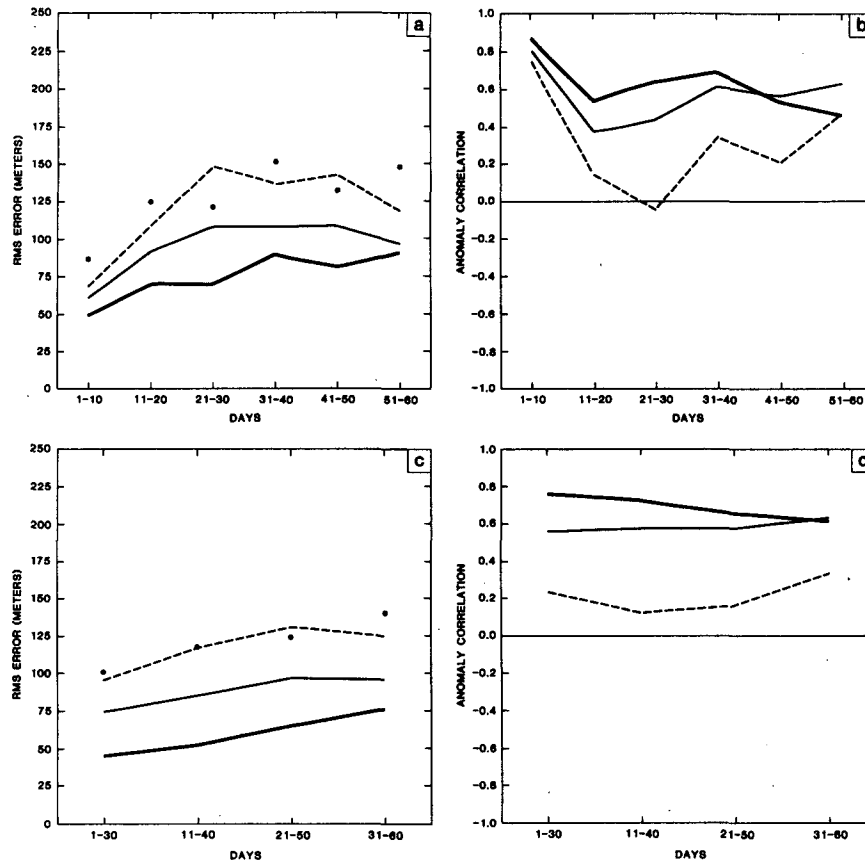 a
250
225
200
175
150
125
100
75
50
25
0
RMS ERROR (METERS)
1-10 11-20 21-30 31-40 41-50 51-60
DAYS
b
1.0
0.8
0.6
0.4
0.2
0.0
-0.2
-0.4
-0.6
-0.8
-1.0
ANOMALY CORRELATION
1-10 11-20 21-30 31-40 41-50 51-60
DAYS
c
250
225
200
175
150
125
100
75
50
25
0
RMS ERROR (METERS)
1-30 11-40 21-50 31-60
DAYS
d
1.0
0.8
0.6
0.4
0.2
0.0
-0.2
-0.4
-0.6
-0.8
-1.0
ANOMALY CORRELATION
1-30 11-40 21-50 31-60
DAYS